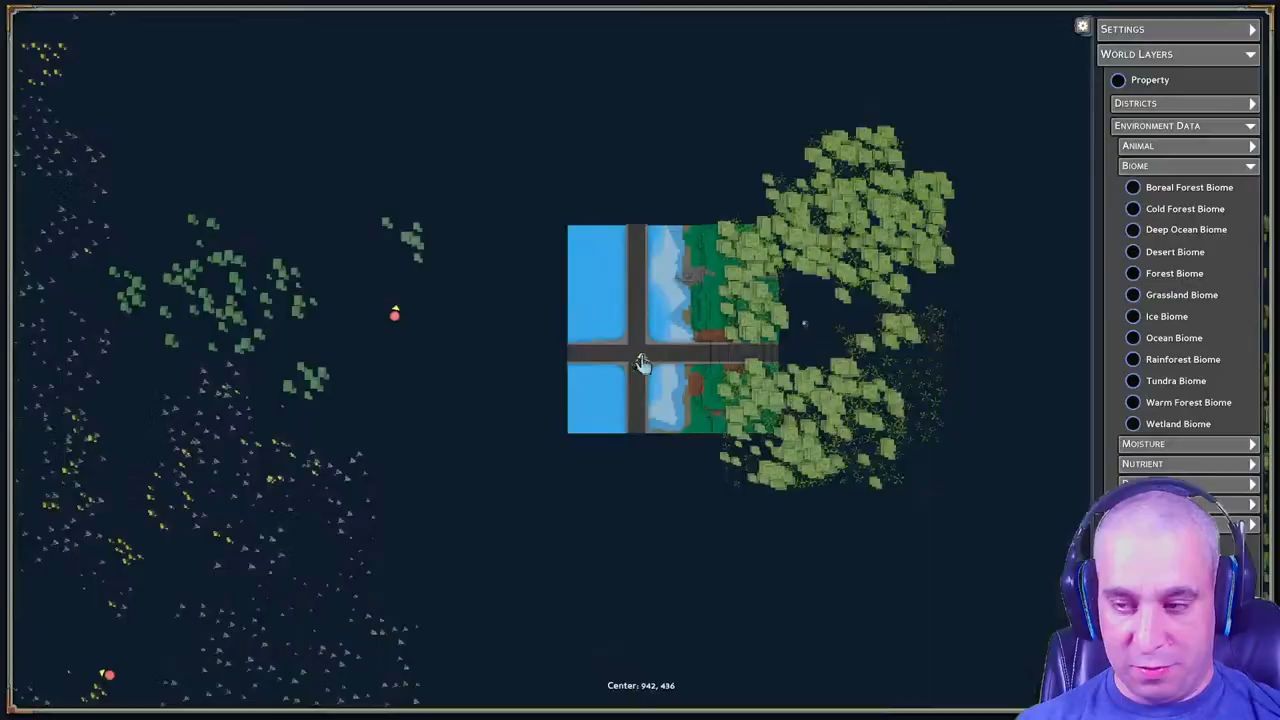 SETTINGS
WORLD LAYERS
Property
DISTRICTS
ENVIRONMENT DATA
ANIMAL
BIOME
Boreal Forest Biome
Cold Forest Biome
Deep Ocean Biome
Desert Biome
Forest Biome
Grassland Biome
Ice Biome
Ocean Biome
Rainforest Biome
Tundra Biome
Warm Forest Biome
Wetland Biome
MOISTURE
NUTRIENT
Center: 942, 436